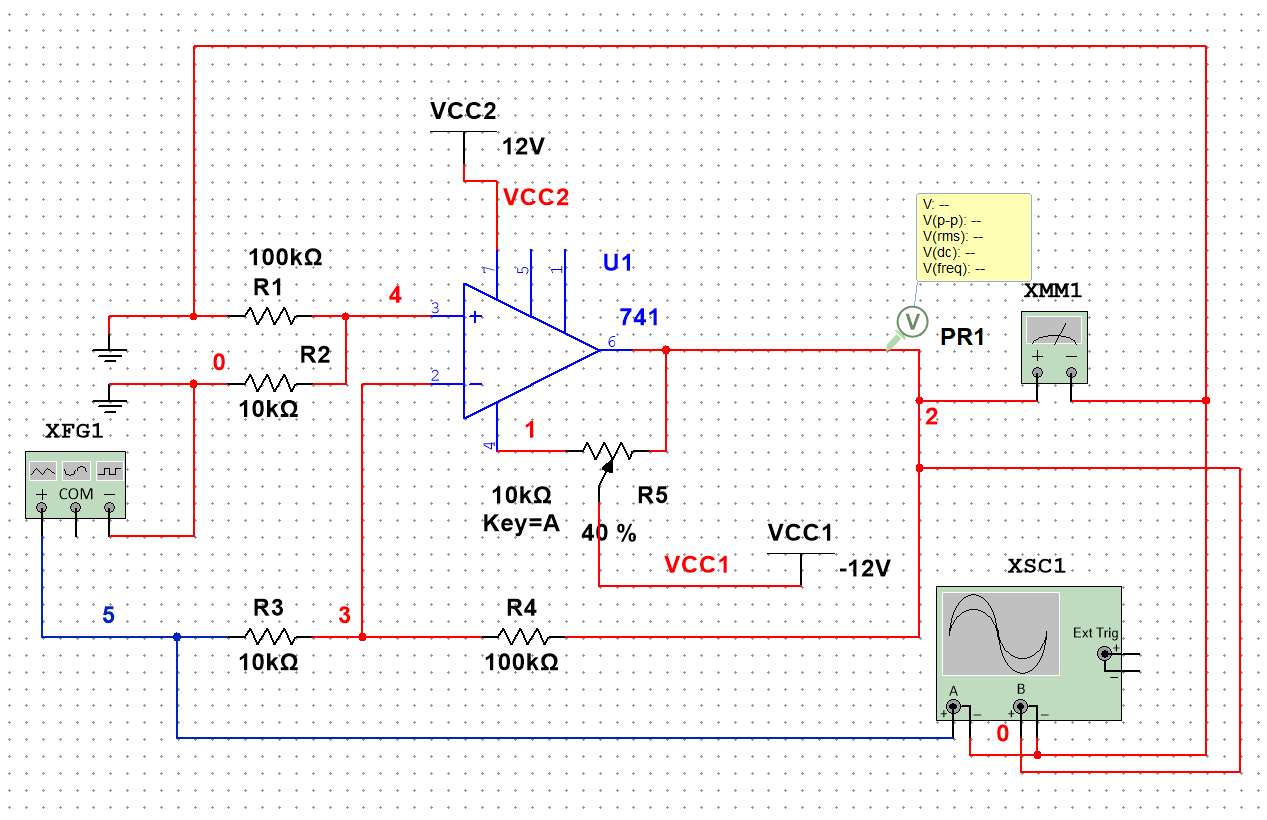 VCC2
12V
VCC2
V: --
V(p-p): --
V(rms): --
V(dc): --
V(freq): --
100kΩ
R1
4
7
5
1
U1
XMM1
3
+
741
+ −
6
PR1
0
R2
10kΩ
2
−
2
XFG1
+ COM −
4
1
10kΩ
R5
Key=A
40 %
VCC1
VCC1
-12V
XSC1
5
R3
10kΩ
3
R4
100kΩ
Ext Trig
+
−
A
B
+ −
+ −
0
V